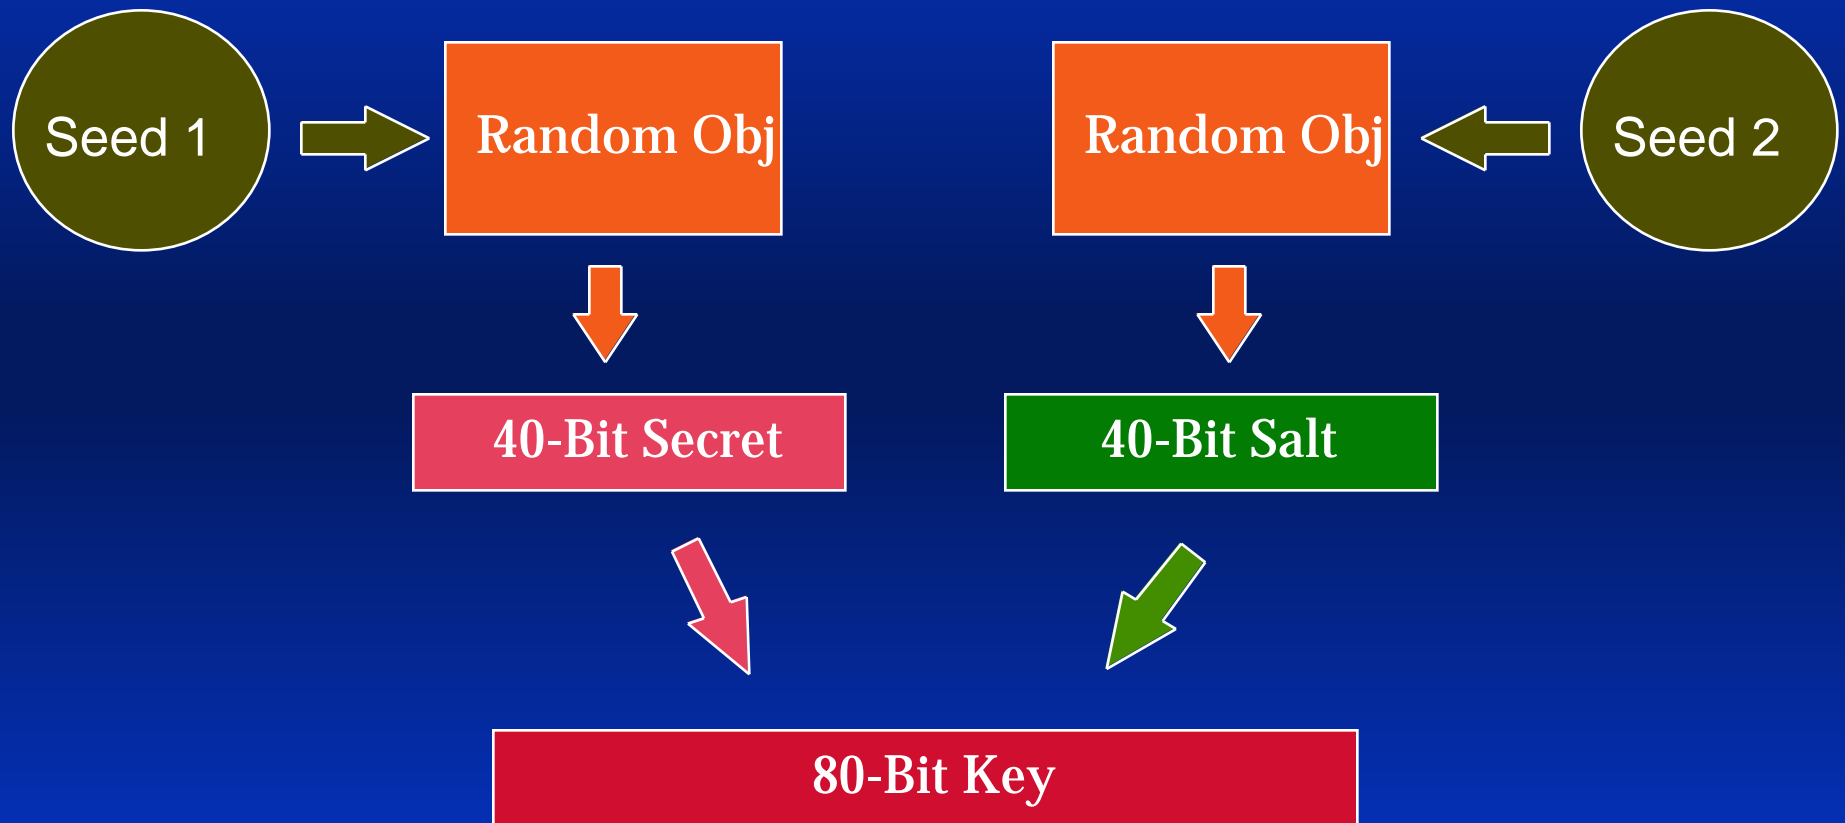 Seed 1
Random Obj
Random Obj
Seed 2
40-Bit Secret
40-Bit Salt
80-Bit Key